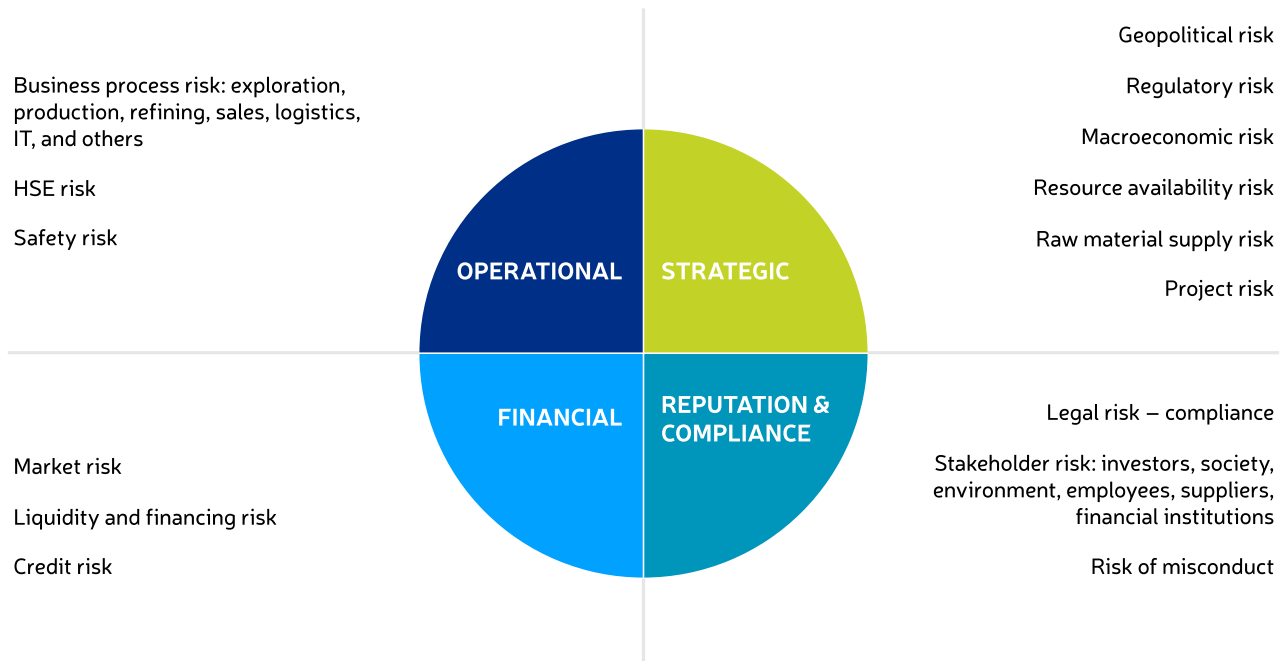 Business process risk: exploration,
production, refining, sales, logistics,
IT, and others
HSE risk
Safety risk
OPERATIONAL
STRATEGIC
Geopolitical risk
Regulatory risk
Macroeconomic risk
Resource availability risk
Raw material supply risk
Project risk
FINANCIAL
Market risk
Liquidity and financing risk
Credit risk
REPUTATION &
COMPLIANCE
Legal risk – compliance
Stakeholder risk: investors, society,
environment, employees, suppliers,
financial institutions
Risk of misconduct